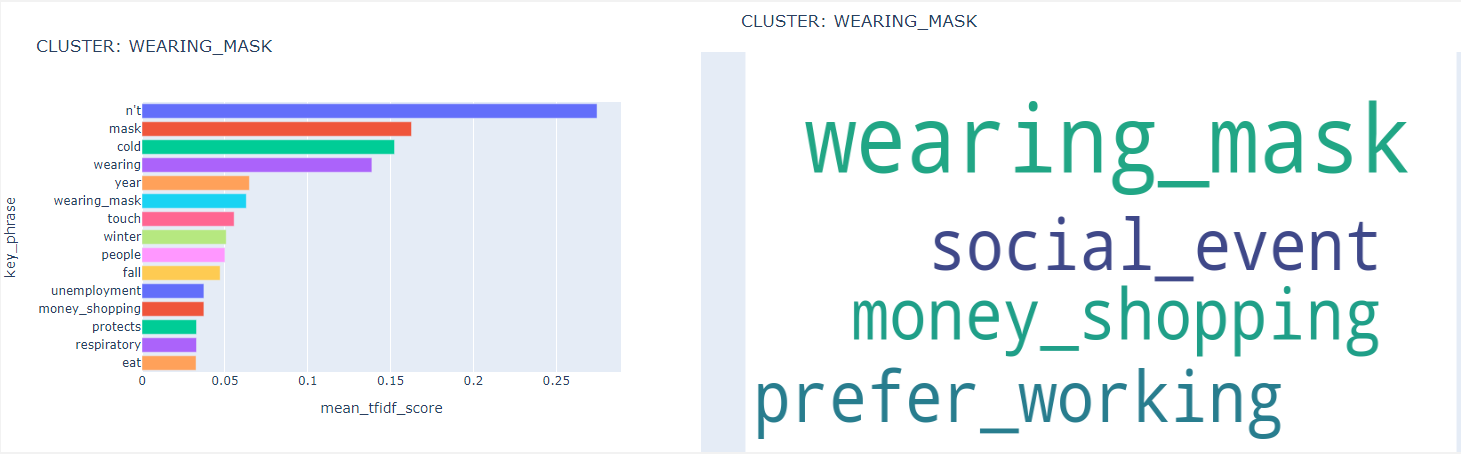 CLUSTER: WEARING_MASK
key_phrase
n't
mask
cold
wearing
year
wearing_mask
touch
winter
people
fall
unemployment
money_shopping
protects
respiratory
eat
0 0.05 0.1 0.15 0.2 0.25
mean_tfidf_score
CLUSTER: WEARING_MASK
wearing_mask
social_event
money_shopping
prefer_working